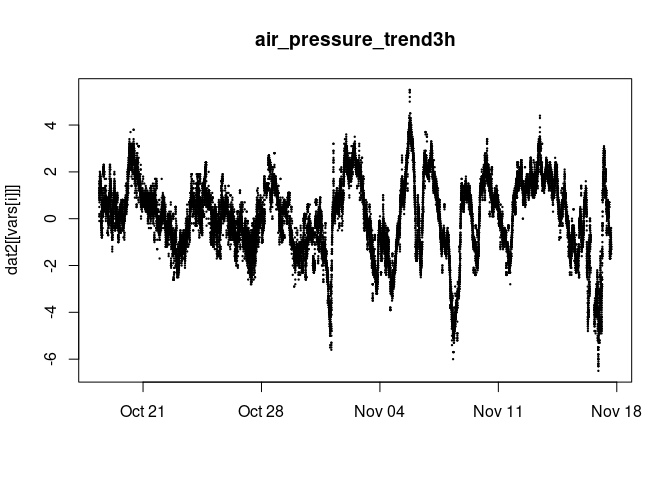 air_pressure_trend3h
dat2[[vars[i]]]
4
2
0
-2
-4
-6
Oct 21
Oct 28
Nov 04
Nov 11
Nov 18